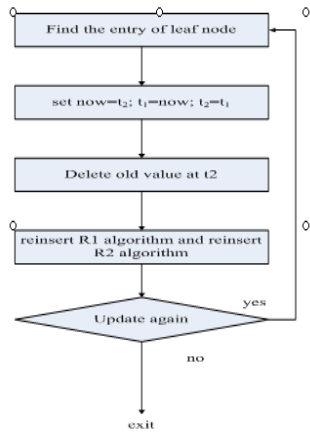 Find the entry of leaf node
set now=t₂; t₁=now; t₂=t₁
Delete old value at t2
reinsert R1 algorithm and reinsert
R2 algorithm
yes
Update again
no
exit